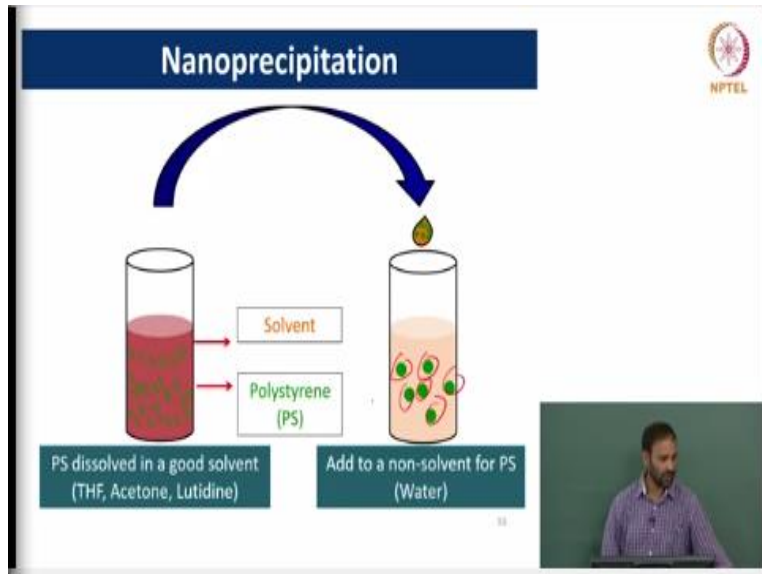 Nanoprecipitation
NPTEL
Solvent
Polystyrene
(PS)
PS dissolved in a good solvent
(THF, Acetone, Lutidine)
Add to a non-solvent for PS
(Water)